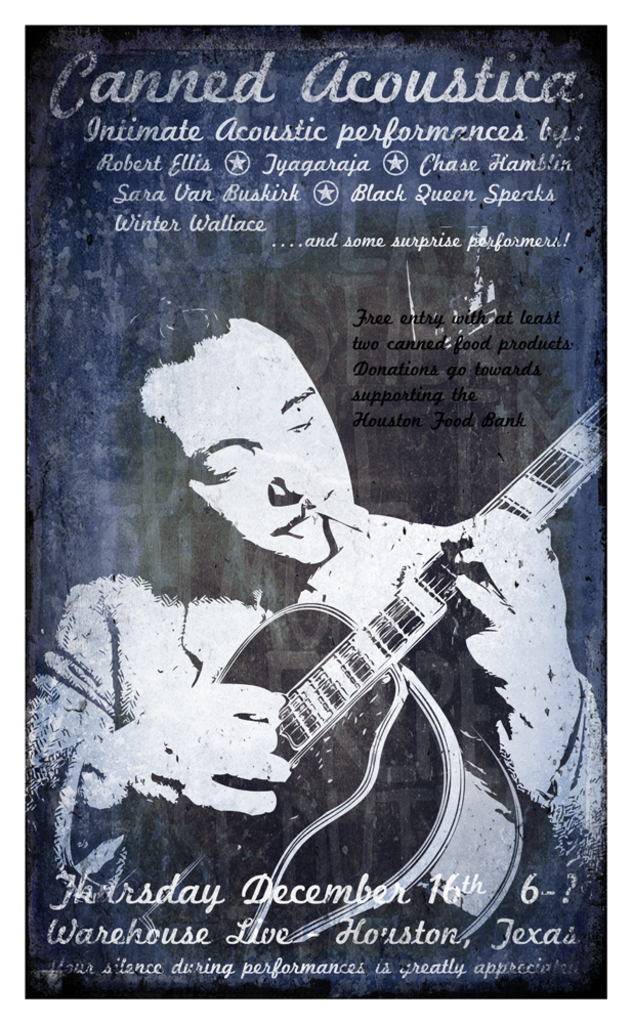 Canned Acoustica
Intimate Acoustic performances by:
Robert Ellis ★ Tyagaraja ★ Chase Hamblin
Sara Van Buskirk ★ Black Queen Speaks
Winter Wallace
....and some surprise performers!
Free entry with at least
two canned food products
Donations go towards
supporting the
Houston Food Bank
Thursday December 16th 6-?
Warehouse Live - Houston, Texas
Your silence during performances is greatly appreciated